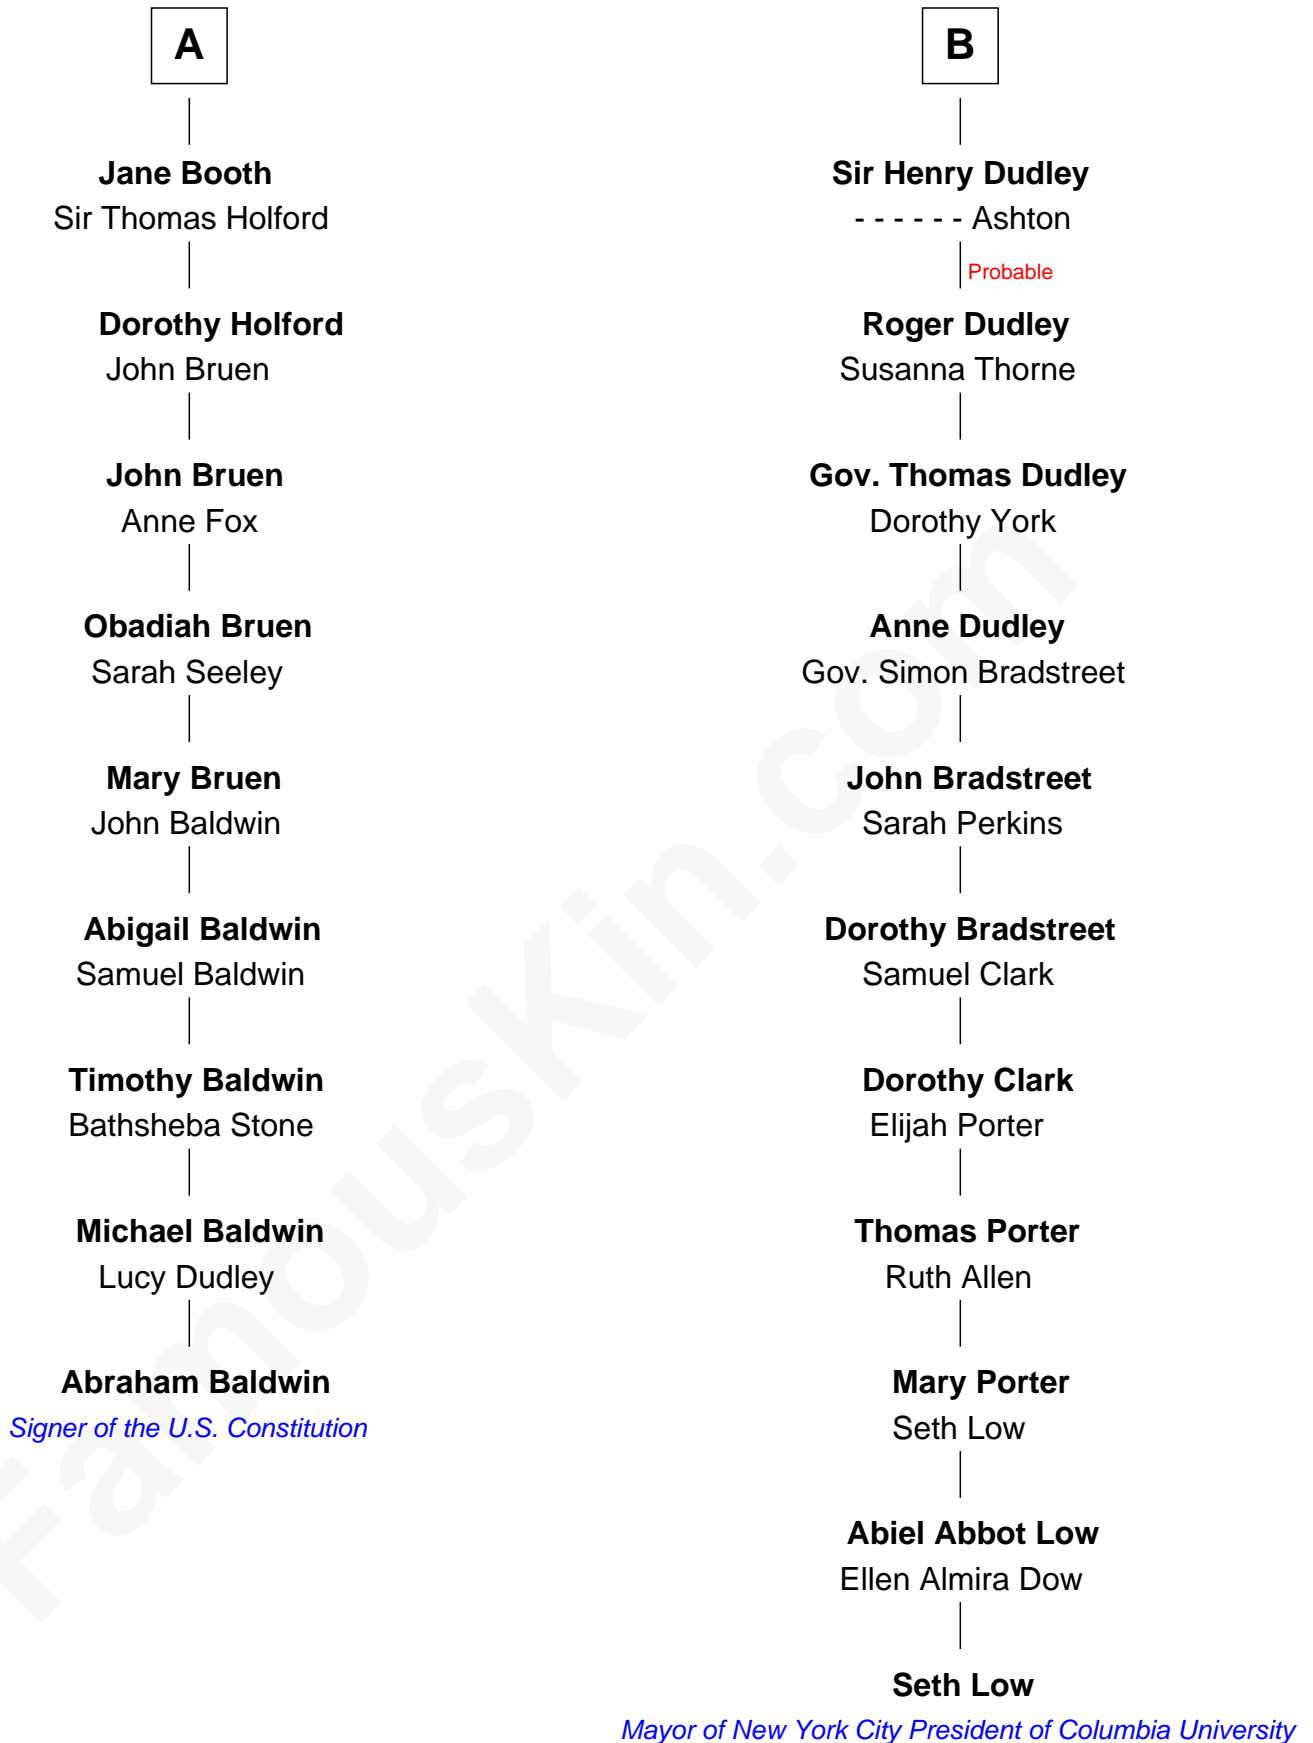 A
Jane Booth
Sir Thomas Holford
Dorothy Holford
John Bruen
John Bruen
Anne Fox
Obadiah Bruen
Sarah Seeley
Mary Bruen
John Baldwin
Abigail Baldwin
Samuel Baldwin
Timothy Baldwin
Bathsheba Stone
Michael Baldwin
Lucy Dudley
Abraham Baldwin
Signer of the U.S. Constitution
B
Sir Henry Dudley
- - - - - - Ashton
Probable
Roger Dudley
Susanna Thorne
Gov. Thomas Dudley
Dorothy York
Anne Dudley
Gov. Simon Bradstreet
John Bradstreet
Sarah Perkins
Dorothy Bradstreet
Samuel Clark
Dorothy Clark
Elijah Porter
Thomas Porter
Ruth Allen
Mary Porter
Seth Low
Abiel Abbot Low
Ellen Almira Dow
Seth Low
Mayor of New York City President of Columbia University
FamousKin.com